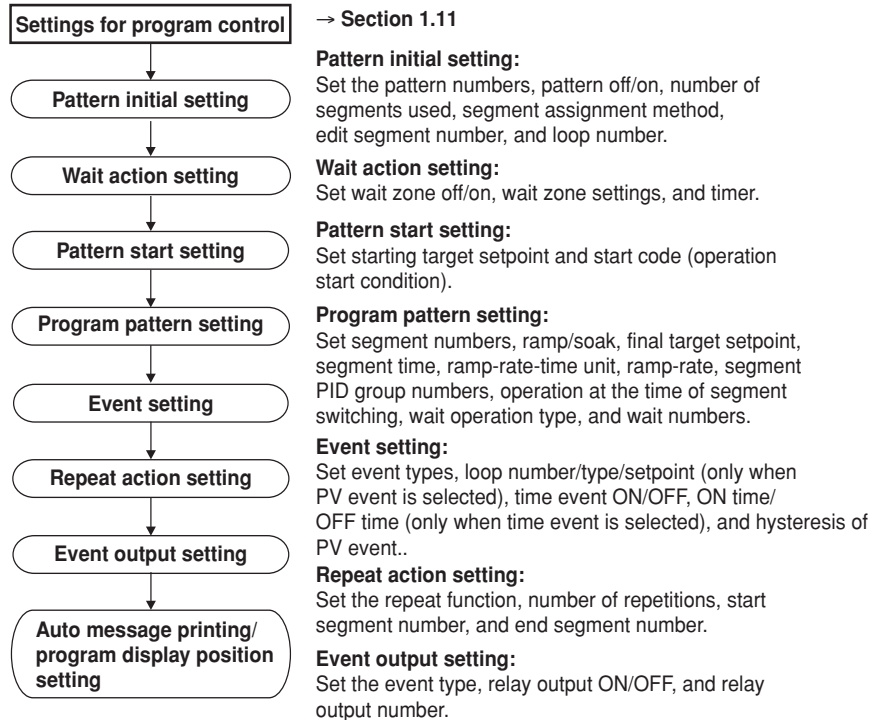 Settings for program control
Pattern initial setting
Wait action setting
Pattern start setting
Program pattern setting
Event setting
Repeat action setting
Event output setting
Auto message printing/
program display position
setting
→ Section 1.11
Pattern initial setting:
Set the pattern numbers, pattern off/on, number of
segments used, segment assignment method,
edit segment number, and loop number.
Wait action setting:
Set wait zone off/on, wait zone settings, and timer.
Pattern start setting:
Set starting target setpoint and start code (operation
start condition).
Program pattern setting:
Set segment numbers, ramp/soak, final target setpoint,
segment time, ramp-rate-time unit, ramp-rate, segment
PID group numbers, operation at the time of segment
switching, wait operation type, and wait numbers.
Event setting:
Set event types, loop number/type/setpoint (only when
PV event is selected), time event ON/OFF, ON time/
OFF time (only when time event is selected), and hysteresis of
PV event..
Repeat action setting:
Set the repeat function, number of repetitions, start
segment number, and end segment number.
Event output setting:
Set the event type, relay output ON/OFF, and relay
output number.